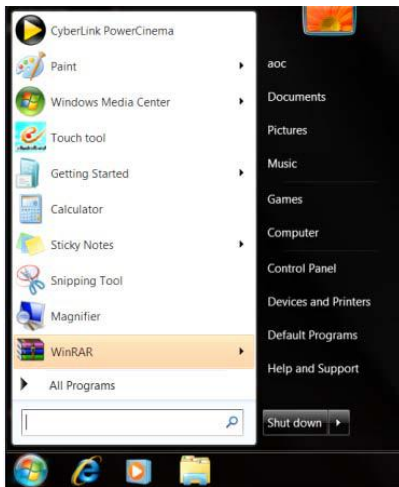 CyberLink PowerCinema
Paint
Windows Media Center
Touch tool
Getting Started
Calculator
Sticky Notes
Snipping Tool
Magnifier
WinRAR
All Programs
aoc
Documents
Pictures
Music
Games
Computer
Control Panel
Devices and Printers
Default Programs
Help and Support
Shut down